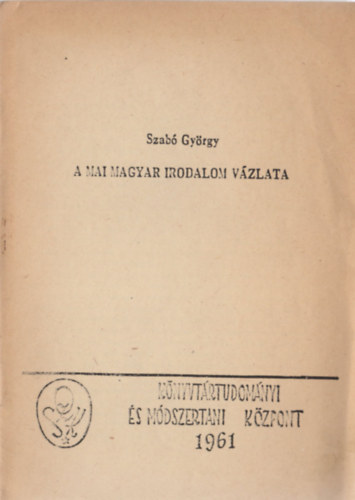 Szabó György
A MAI MAGYAR IRODALOM VÁZLATA
KÖNYVTÁRTUDOMÁNYI
ÉS MÓDSZERTANI KÖZPONT
1961